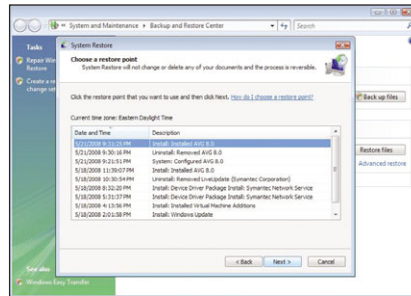 System and Maintenance ▸ Backup and Restore Center
Search
Tasks
Repair Win
Restore
Create a re
change set
System Restore
Choose a restore point
System Restore will not change or delete any of your documents and the process is reversible.
Click the restore point that you want to use and then click Next. How do I choose a restore point?
Current time zone: Eastern Daylight Time
Date and Time Description
5/21/2008 9:31:25 PM Install: Installed AVG 8.0
5/21/2008 9:30:16 PM Uninstall: Removed AVG 8.0
5/21/2008 9:21:51 PM System: Configured AVG 8.0
5/18/2008 11:39:07 PM Install: Installed AVG 8.0
5/18/2008 10:30:54 PM Uninstall: Removed LiveUpdate (Symantec Corporation)
5/18/2008 8:32:20 PM Install: Device Driver Package Install: Symantec Network Service
5/18/2008 5:31:37 PM Install: Device Driver Package Install: Symantec Network Service
5/18/2008 4:13:56 PM Install: Installed Virtual Machine Additions
5/18/2008 2:01:58 PM Install: Windows Update
< Back Next > Cancel
Back up files
Restore files
Advanced restore
See also
Windows Easy Transfer